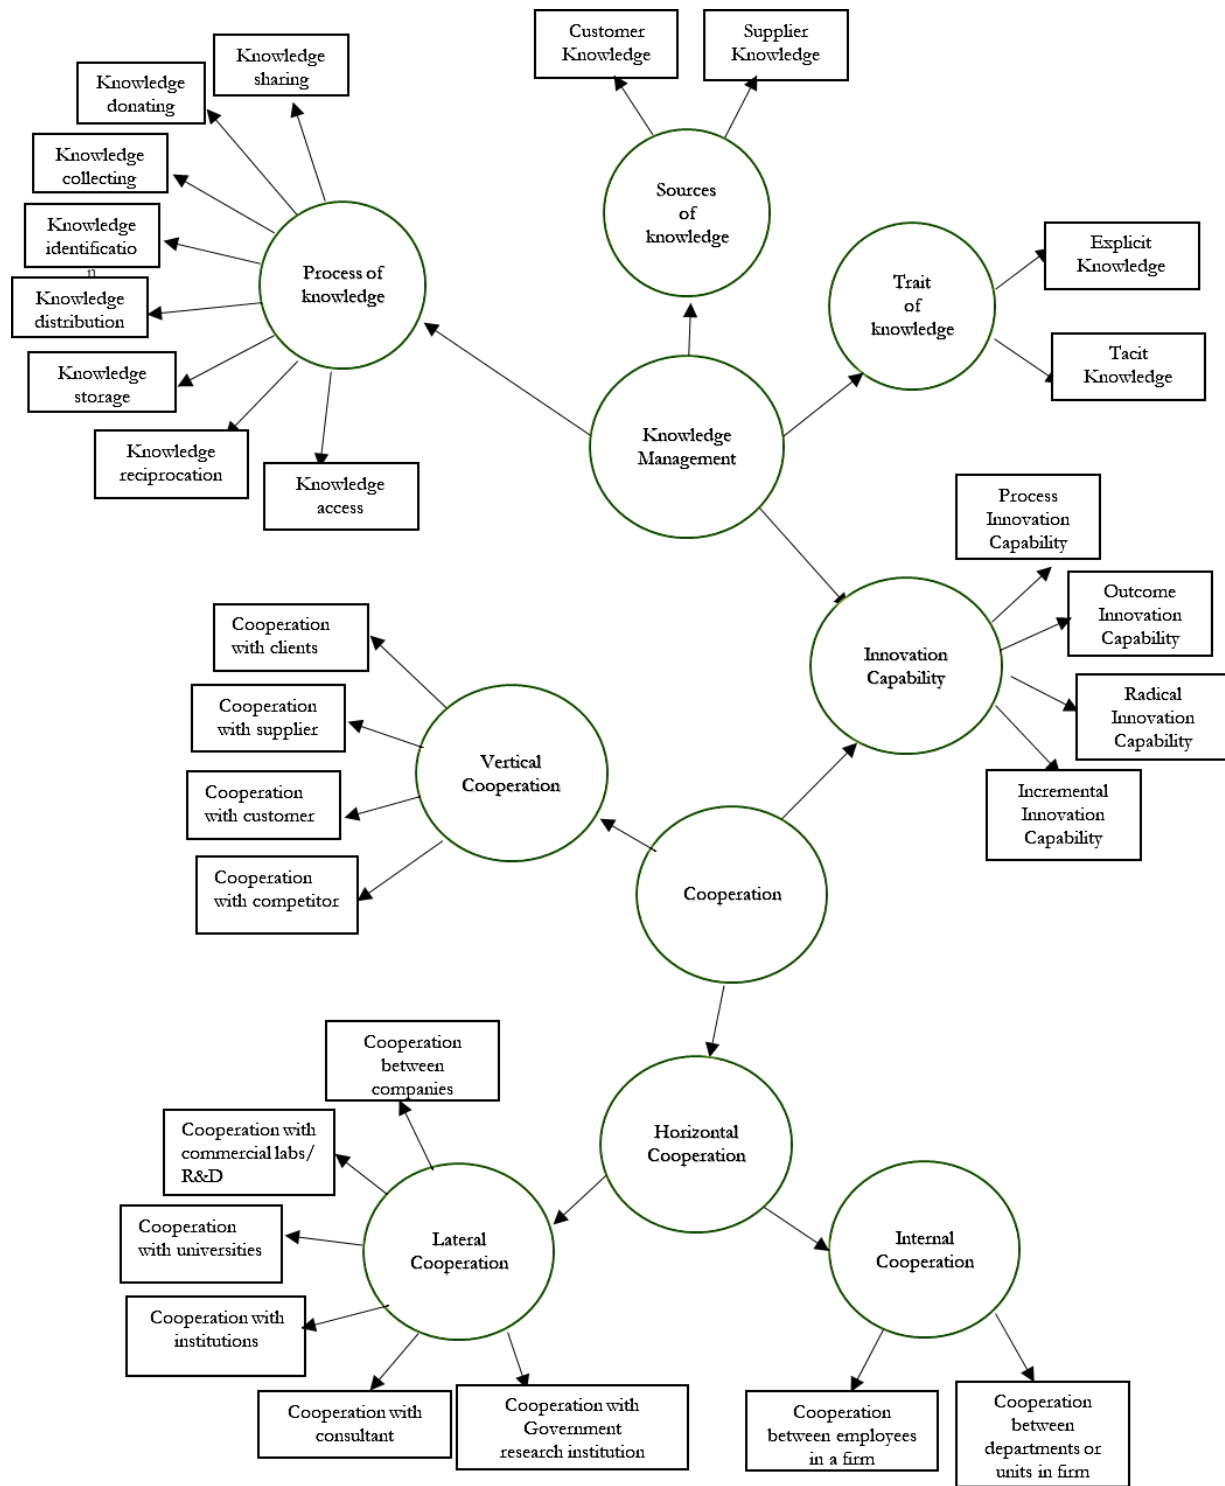 Customer
Knowledge
Supplier
Knowledge
Knowledge
sharing
Knowledge
donating
Knowledge
collecting
Knowledge
identificatio
n
Knowledge
distribution
Knowledge
storage
Knowledge
reciprocation
Knowledge
access
Process of
knowledge
Sources
of
knowledge
Trait
of
knowledge
Explicit
Knowledge
Tacit
Knowledge
Knowledge
Management
Process
Innovation
Capability
Outcome
Innovation
Capability
Radical
Innovation
Capability
Incremental
Innovation
Capability
Innovation
Capability
Cooperation
with clients
Cooperation
with supplier
Cooperation
with customer
Cooperation
with competitor
Vertical
Cooperation
Cooperation
Cooperation
between
companies
Cooperation with
commercial labs/
R&D
Cooperation
with universities
Cooperation with
institutions
Cooperation with
consultant
Cooperation with
Government
research institution
Lateral
Cooperation
Horizontal
Cooperation
Internal
Cooperation
Cooperation
between employees
in a firm
Cooperation
between
departments or
units in firm